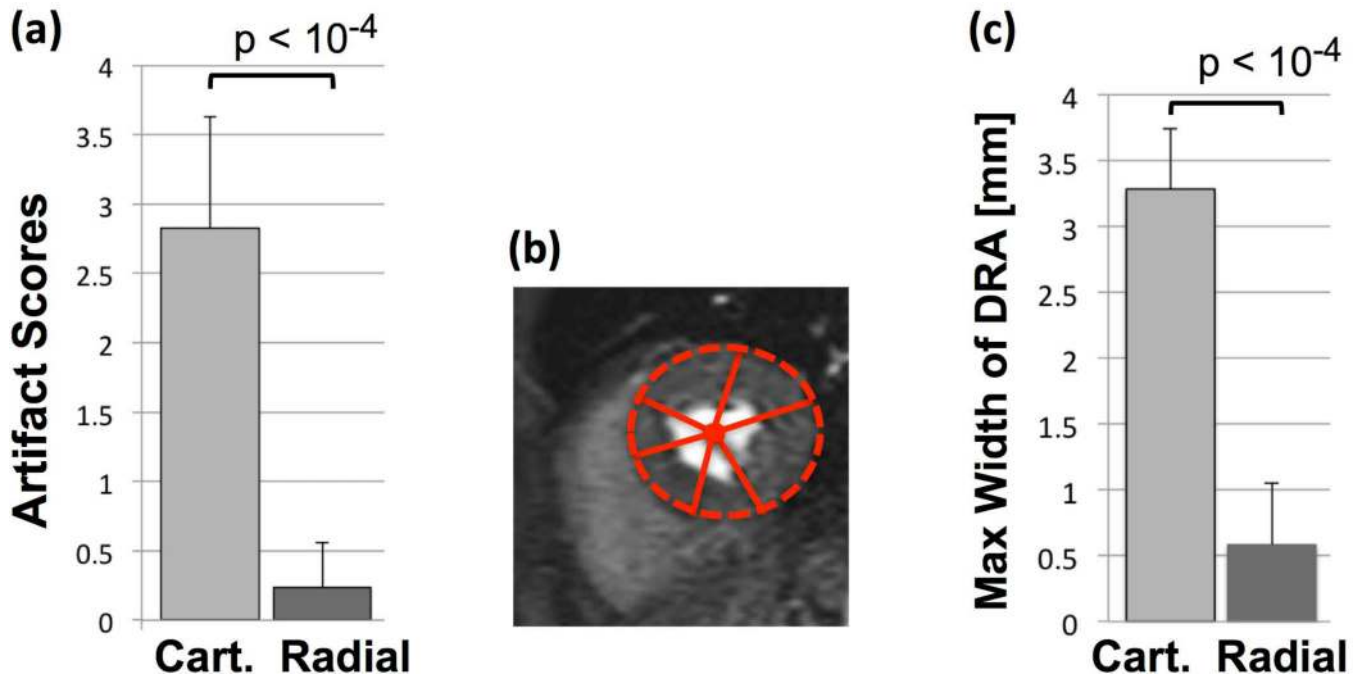 (a)
p < 10-4
Artifact Scores
4
3.5
3
2.5
2
1.5
1
0.5
0
Cart. Radial
(b)
(c)
p < 10-4
Max Width of DRA [mm]
4
3.5
3
2.5
2
1.5
1
0.5
0
Cart. Radial